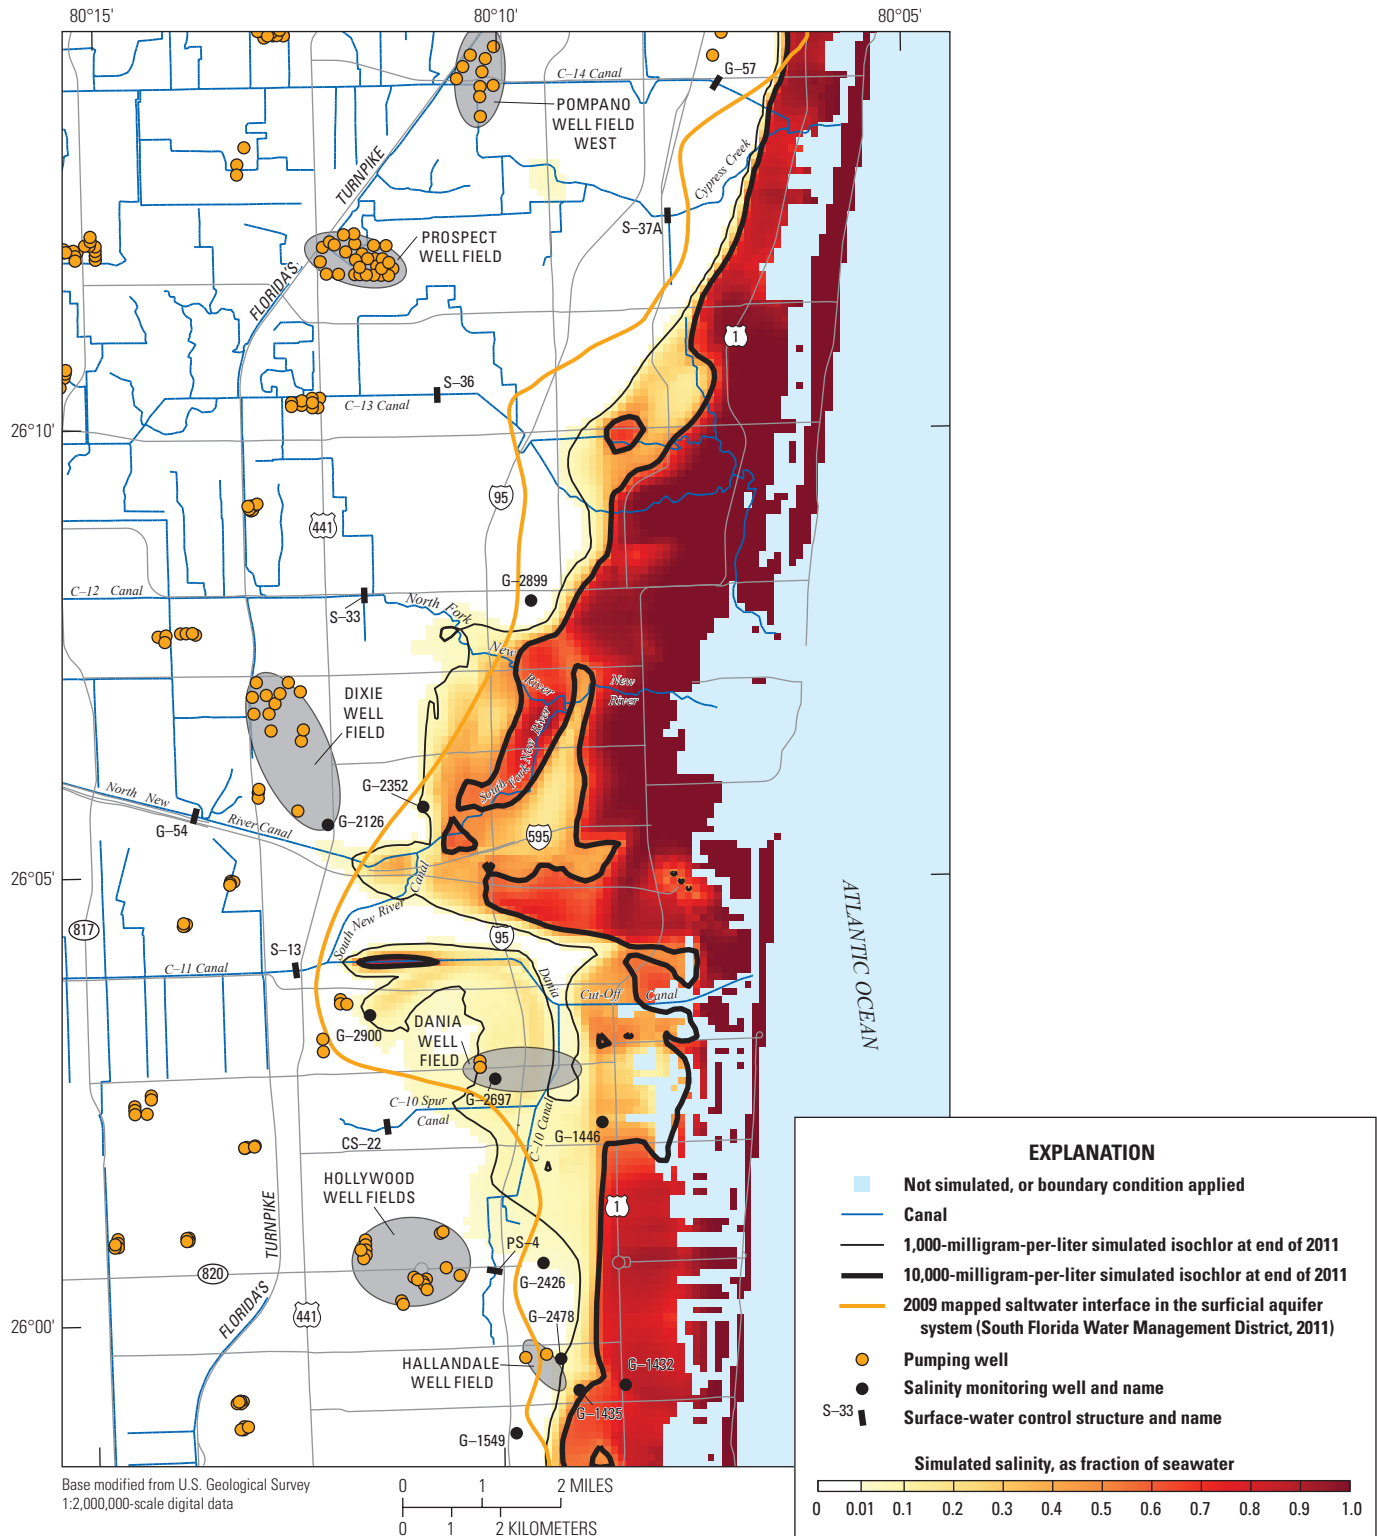 80°15'
80°10'
80°05'
C–14 Canal
G–57
POMPANO
WELL FIELD
WEST
TURNPIKE
Cypress Creek
S–37A
PROSPECT
WELL FIELD
FLORIDA'S
1
S–36
C–13 Canal
26°10'
95
441
G–2899
C–12 Canal
S–33
North Fork
New
River
New
River
DIXIE
WELL
FIELD
South
Fork New River
G–2352
North New
River Canal
G–54
G–2126
595
26°05'
South New River
Canal
ATLANTIC OCEAN
817
95
S–13
C–11 Canal
Dania
Cut-Off
Canal
G–2900
DANIA
WELL
FIELD
G–2697
C–10 Spur
Canal
C–10 Canal
CS–22
G–1446
HOLLYWOOD
WELL FIELDS
1
TURNPIKE
PS–4
820
G–2426
FLORIDA'S
441
G–2478
26°00'
HALLANDALE
WELL FIELD
G–1432
G–1435
G–1549
EXPLANATION
Not simulated, or boundary condition applied
Canal
1,000-milligram-per-liter simulated isochlor at end of 2011
10,000-milligram-per-liter simulated isochlor at end of 2011
2009 mapped saltwater interface in the surficial aquifer
system (South Florida Water Management District, 2011)
Pumping well
Salinity monitoring well and name
S–33
Surface-water control structure and name
Simulated salinity, as fraction of seawater
0 0.01 0.1 0.2 0.3 0.4 0.5 0.6 0.7 0.8 0.9 1.0
Base modified from U.S. Geological Survey
1:2,000,000-scale digital data
0 1 2 MILES
0 1 2 KILOMETERS